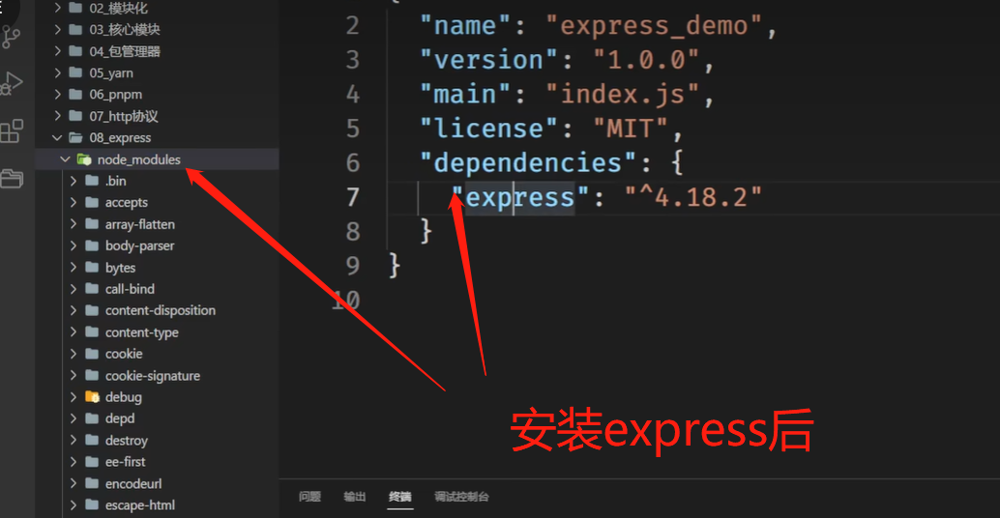 02_模块化
03_核心模块
04_包管理器
05_yarn
06_pnpm
07_http协议
08_express
node_modules
.bin
accepts
array-flatten
body-parser
bytes
call-bind
content-disposition
content-type
cookie
cookie-signature
debug
depd
destroy
ee-first
encodeurl
escape-html
{
2 "name": "express_demo",
3 "version": "1.0.0",
4 "main": "index.js",
5 "license": "MIT",
6 "dependencies": {
7 "express": "^4.18.2"
8 }
9 }
10
安装express后
问题 输出 终端 调试控制台